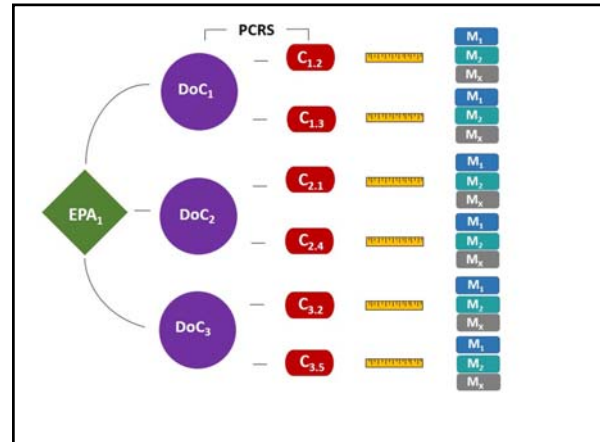 PCRS
EPA₁
DoC₁
C₁.₂
M₁
M₂
Mₓ
C₁.₃
M₁
M₂
Mₓ
DoC₂
C₂.₁
M₁
M₂
Mₓ
C₂.₄
M₁
M₂
Mₓ
DoC₃
C₃.₂
M₁
M₂
Mₓ
C₃.₅
M₁
M₂
Mₓ